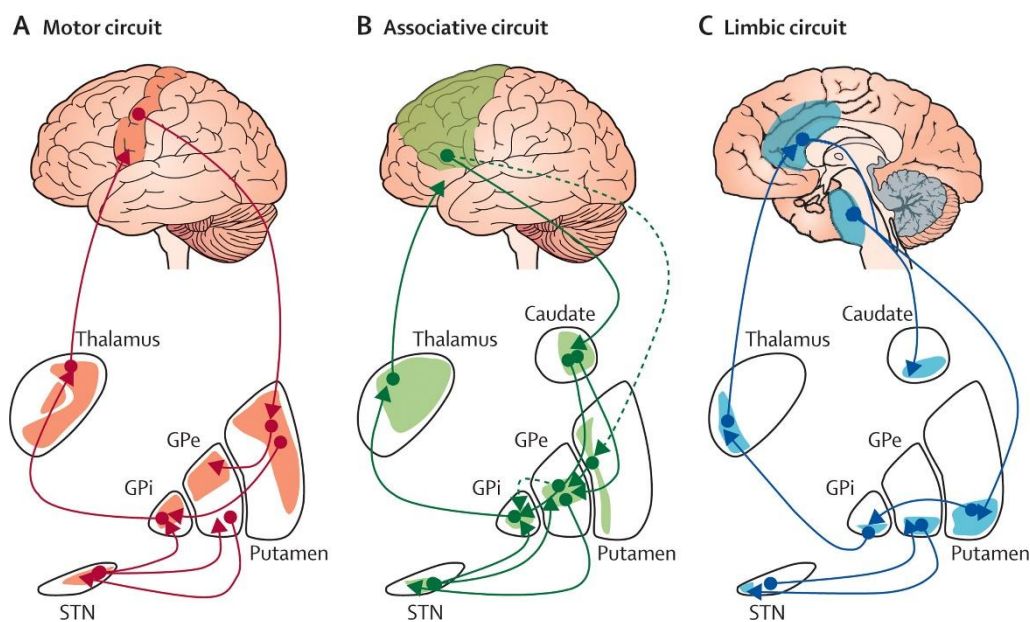 A Motor circuit
B Associative circuit
C Limbic circuit
Thalamus
GPe
GPi
Putamen
STN
Thalamus
Caudate
GPe
GPi
STN
Thalamus
Caudate
GPe
GPi
Putamen
STN